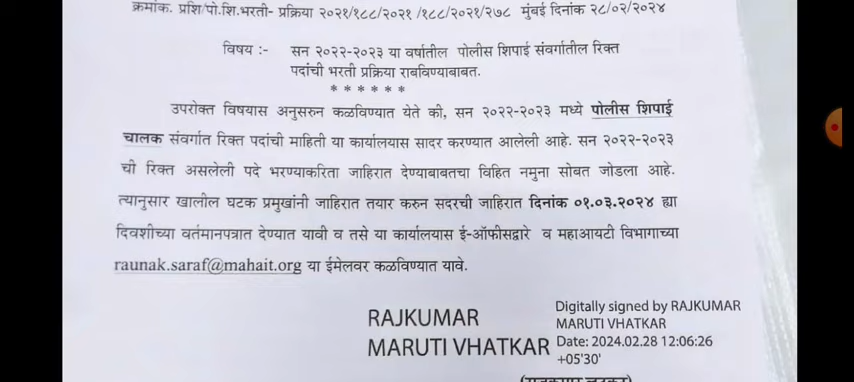 क्रमांक. प्रशि/पो.शि.भरती- प्रक्रिया २०२१/१८८/२०२१ /१८८/२०२१/२७८ मुंबई दिनांक २८/०२/२०२४
विषय :- सन २०२२-२०२३ या वर्षातील पोलीस शिपाई संवर्गातील रिक्त
पदांची भरती प्रक्रिया राबविण्याबाबत.
* * * * * *
उपरोक्त विषयास अनुसरुन कळविण्यात येते की, सन २०२२-२०२३ मध्ये पोलीस शिपाई
चालक संवर्गात रिक्त पदांची माहिती या कार्यालयास सादर करण्यात आलेली आहे. सन २०२२-२०२३
ची रिक्त असलेली पदे भरण्याकरिता जाहिरात देण्याबाबतचा विहित नमुना सोबत जोडला आहे.
त्यानुसार खालील घटक प्रमुखांनी जाहिरात तयार करुन सदरची जाहिरात दिनांक ०१.०३.२०२४ ह्या
दिवशीच्या वर्तमानपत्रात देण्यात यावी व तसे या कार्यालयास ई-ऑफीसद्वारे व महाआयटी विभागाच्या
raunak.saraf@mahait.org या ईमेलवर कळविण्यात यावे.
RAJKUMAR
MARUTI VHATKAR
Digitally signed by RAJKUMAR
MARUTI VHATKAR
Date: 2024.02.28 12:06:26
+05'30'